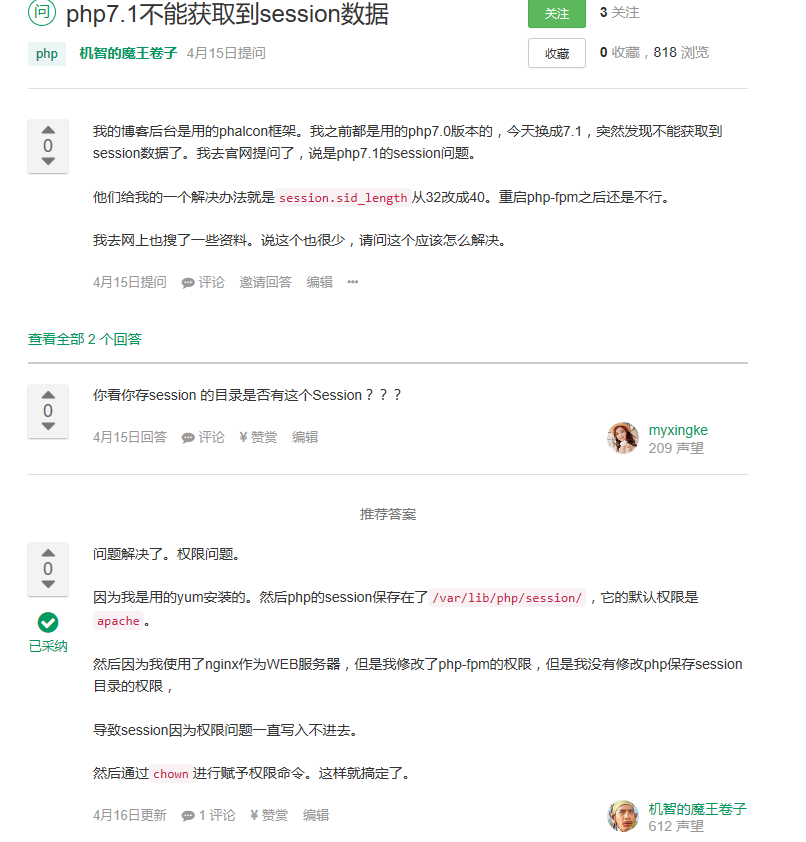 问 php7.1不能获取到session数据
关注 3 关注
php 机智的魔王卷子 4月15日提问
收藏 0 收藏，818 浏览
0
我的博客后台是用的phalcon框架。我之前都是用的php7.0版本的，今天换成7.1，突然发现不能获取到
session数据了。我去官网提问了，说是php7.1的session问题。
他们给我的一个解决办法就是 session.sid_length 从32改成40。重启php-fpm之后还是不行。
我去网上也搜了一些资料。说这个也很少，请问这个应该怎么解决。
4月15日提问 评论 邀请回答 编辑 •••
查看全部 2 个回答
0
你看你存session 的目录是否有这个Session？？？
4月15日回答 评论 ¥ 赞赏 编辑
myxingke
209 声望
推荐答案
0
已采纳
问题解决了。权限问题。
因为我是用的yum安装的。然后php的session保存在了 /var/lib/php/session/ ，它的默认权限是
apache 。
然后因为我使用了nginx作为WEB服务器，但是我修改了php-fpm的权限，但是我没有修改php保存session
目录的权限，
导致session因为权限问题一直写入不进去。
然后通过 chown 进行赋予权限命令。这样就搞定了。
4月16日更新 1 评论 ¥ 赞赏 编辑
机智的魔王卷子
612 声望